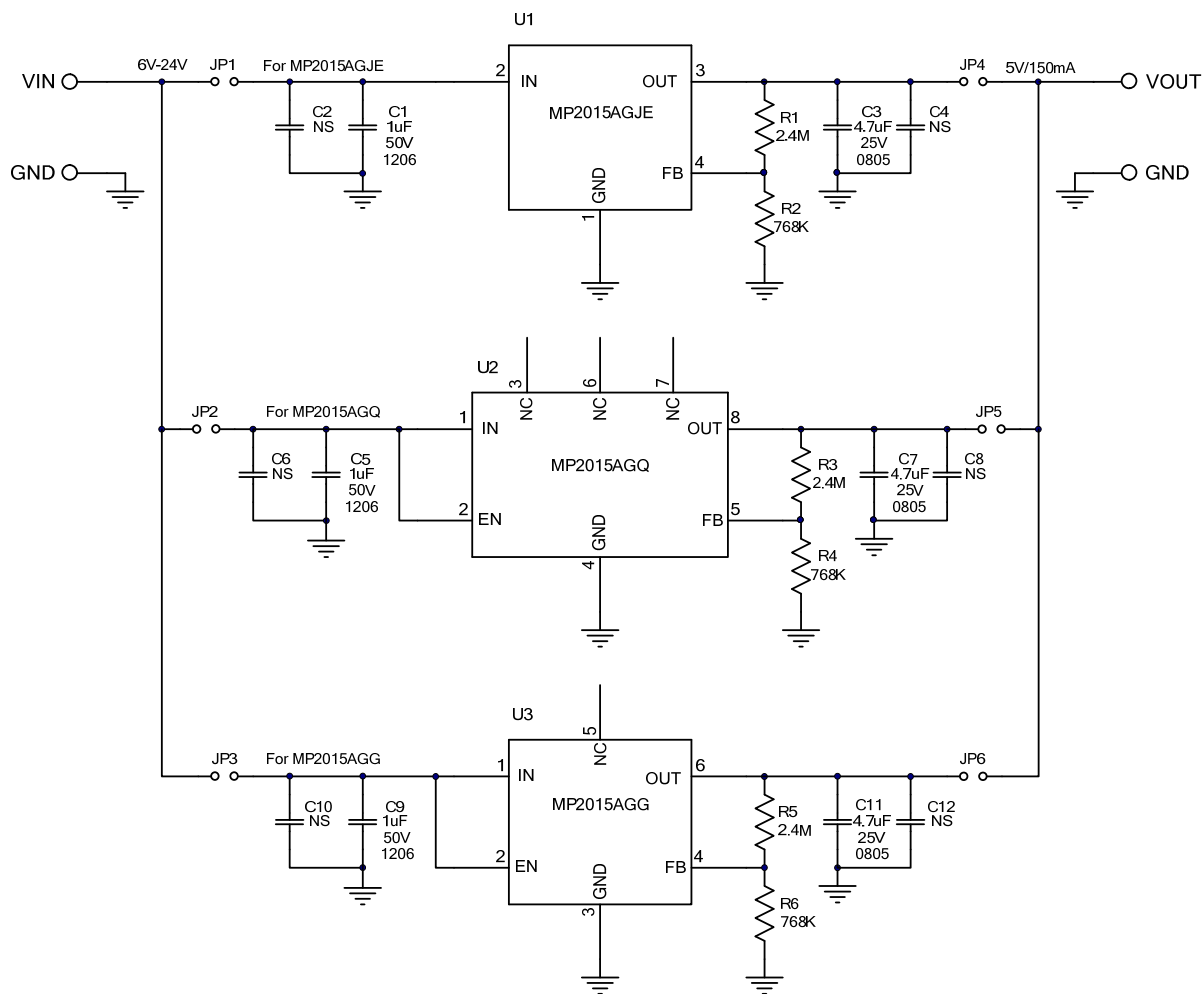 U1
VIN
6V-24V
JP1
For MP2015AGJE
2
IN
OUT
3
JP4
5V/150mA
VOUT
MP2015AGJE
C2
NS
C1
1uF
50V
1206
R1
2.4M
C3
4.7uF
25V
0805
C4
NS
GND
FB
4
GND
GND
1
R2
768K
U2
3
NC
6
NC
7
NC
JP2
For MP2015AGQ
1
IN
OUT
8
JP5
MP2015AGQ
C6
NS
C5
1uF
50V
1206
R3
2.4M
C7
4.7uF
25V
0805
C8
NS
2
EN
FB
5
GND
4
R4
768K
U3
5
NC
JP3
For MP2015AGG
1
IN
OUT
6
JP6
MP2015AGG
C10
NS
C9
1uF
50V
1206
R5
2.4M
C11
4.7uF
25V
0805
C12
NS
2
EN
FB
4
GND
3
R6
768K